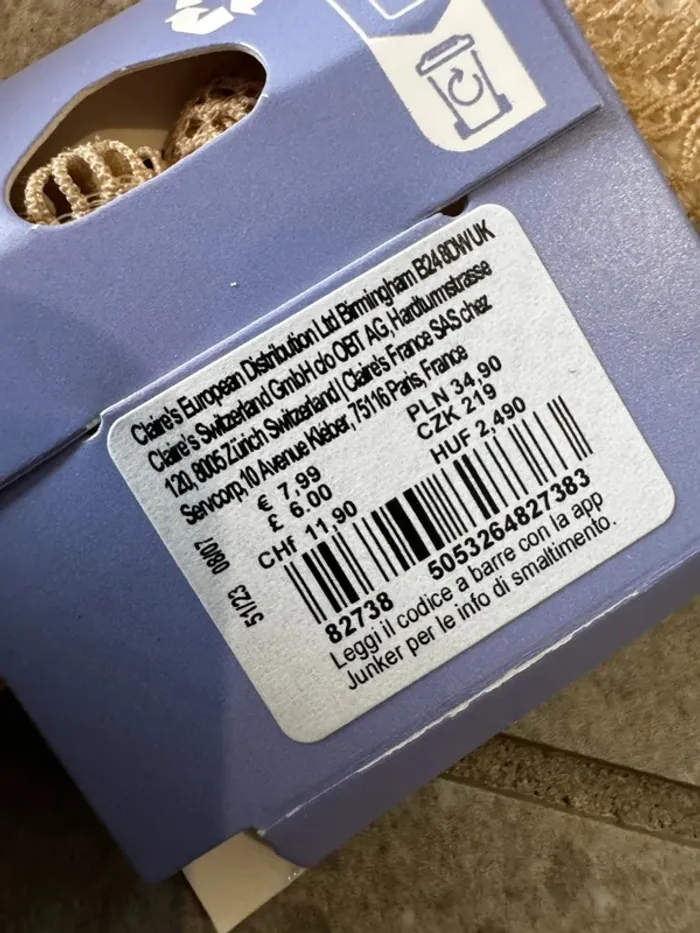 Claire's European Distribution Ltd Birmingham B24 8DW UK
Claire's Switzerland GmbH c/o OBT AG, Hardturmstrasse
120, 8005 Zürich Switzerland | Claire's France SAS chez
Servcorp, 10 Avenue Kléber, 75116 Paris, France
€ 7,99 PLN 34,90
£ 6.00 CZK 219
CHf 11,90 HUF 2.490
51/23 08/07
82738 5053264827383
Leggi il codice a barre con la app
Junker per le info di smaltimento.